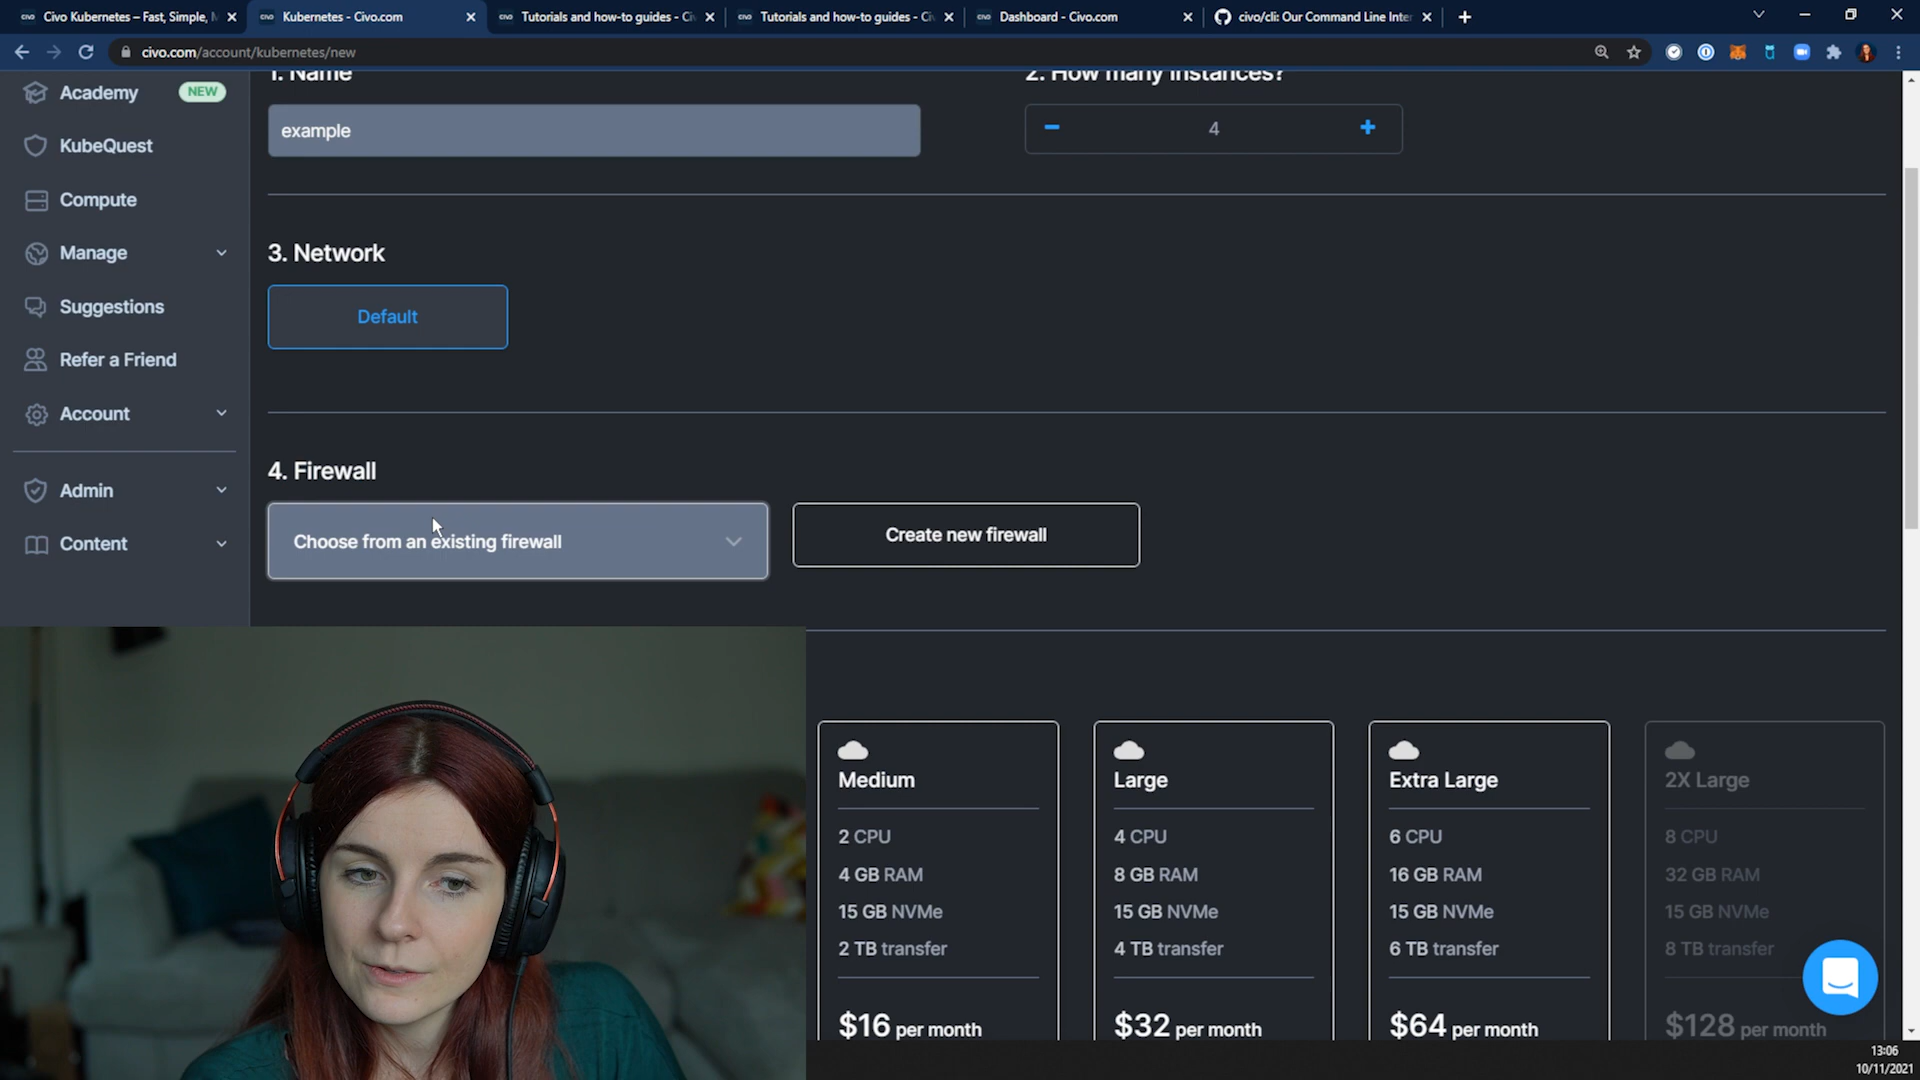 Civo Kubernetes – Fast, Simple, M
Kubernetes - Civo.com
Tutorials and how-to guides - Ci
Tutorials and how-to guides - Ci
Dashboard - Civo.com
civo/cli: Our Command Line Inter
civo.com/account/kubernetes/new
Academy NEW
KubeQuest
Compute
Manage
Suggestions
Refer a Friend
Account
Admin
Content
1. Name
example
2. How many instances?
4
3. Network
Default
4. Firewall
Choose from an existing firewall
Create new firewall
Medium
2 CPU
4 GB RAM
15 GB NVMe
2 TB transfer
$16 per month
Large
4 CPU
8 GB RAM
15 GB NVMe
4 TB transfer
$32 per month
Extra Large
6 CPU
16 GB RAM
15 GB NVMe
6 TB transfer
$64 per month
2X Large
8 CPU
32 GB RAM
15 GB NVMe
8 TB transfer
$128 per month
13:06
10/11/2021